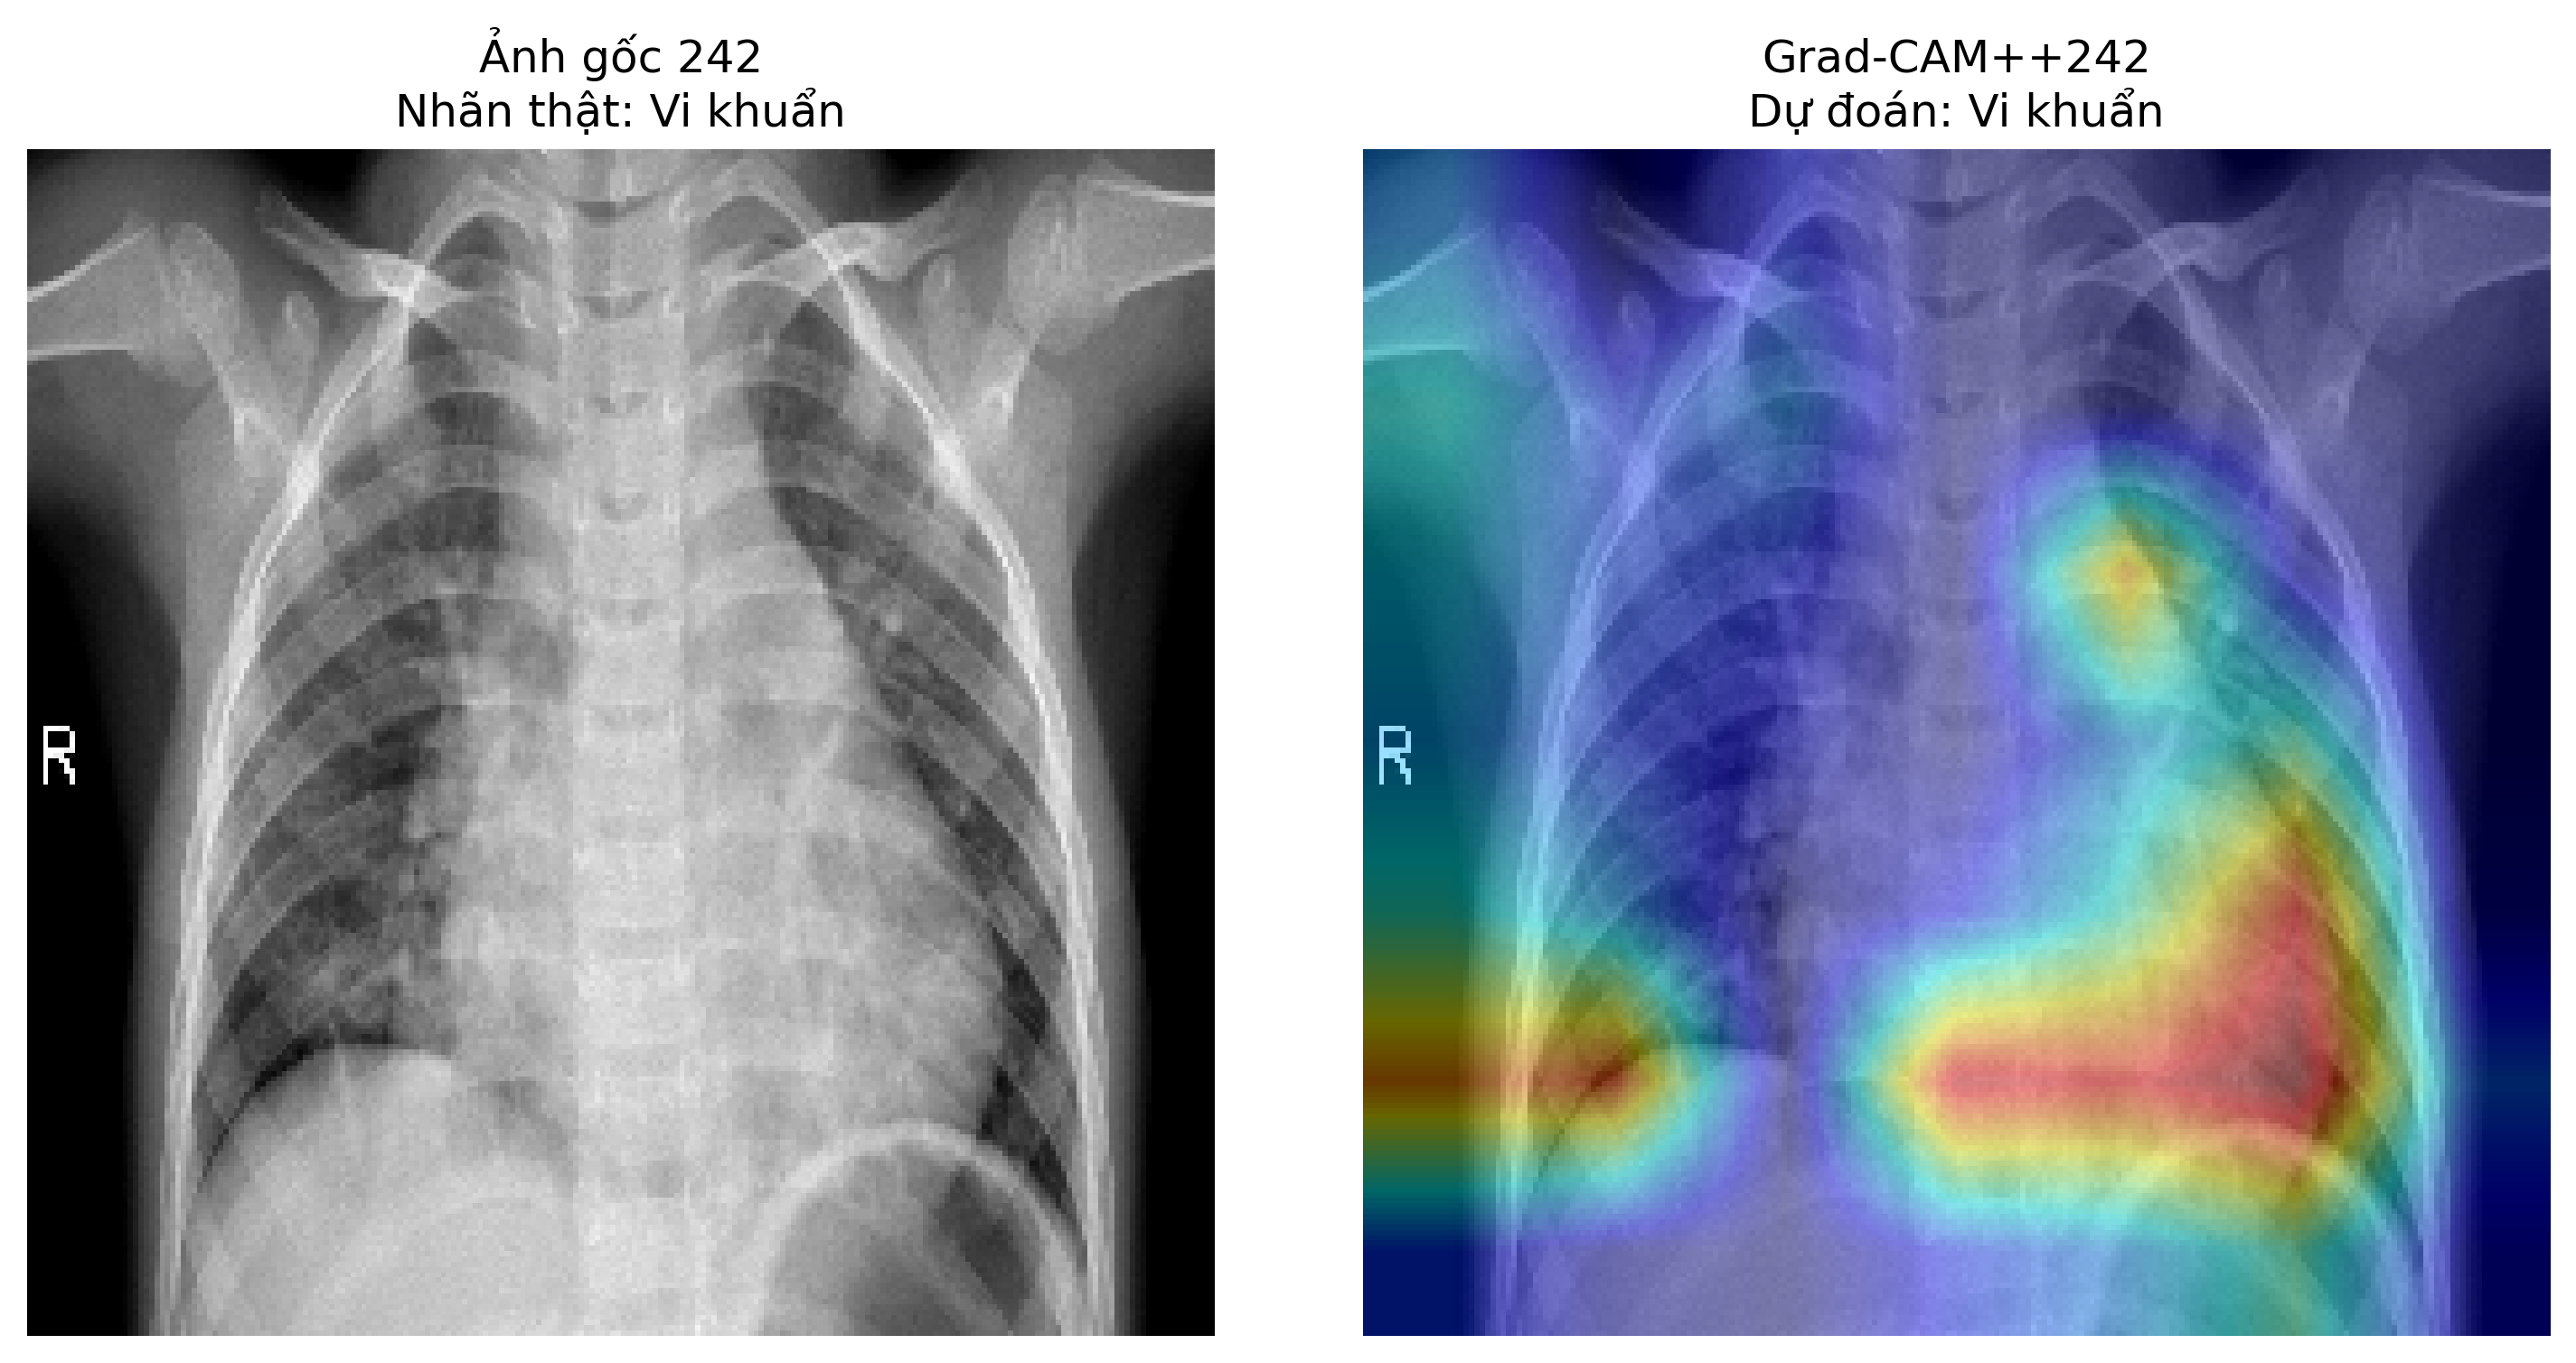 Ảnh gốc 242
Nhãn thật: Vi khuẩn
Grad-CAM++242
Dự đoán: Vi khuẩn
R
R